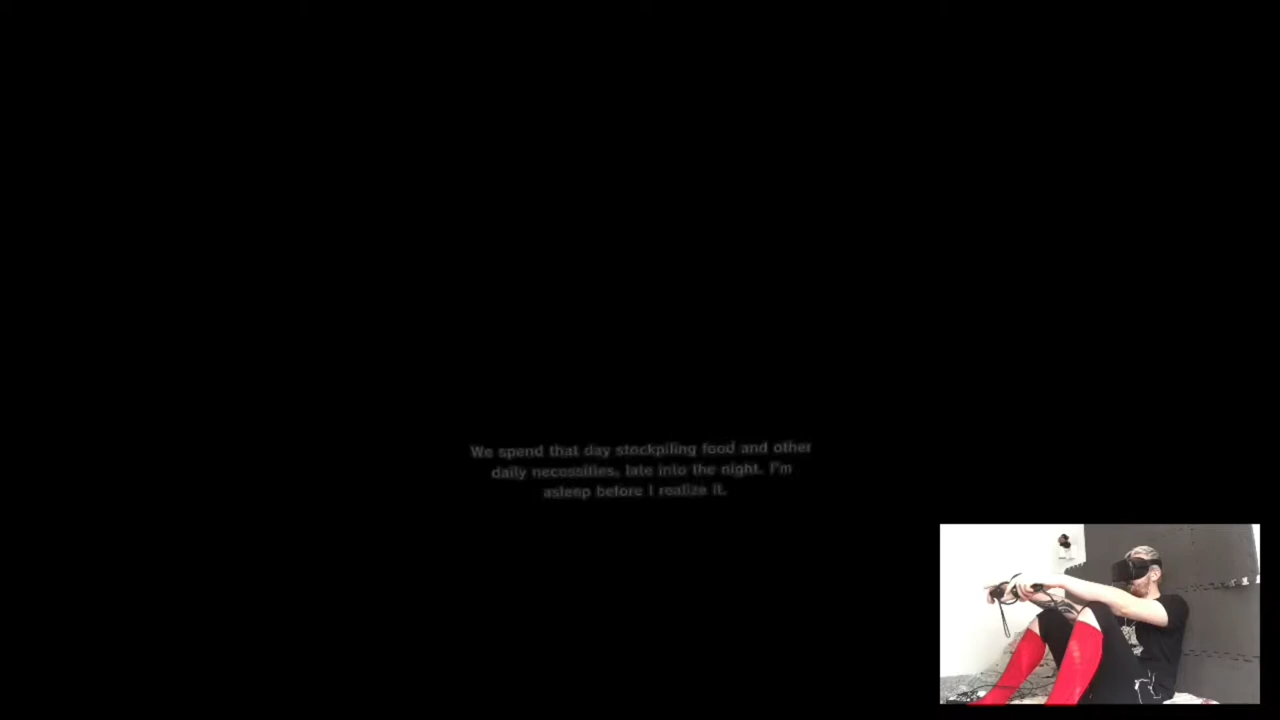 We spend that day stockpiling food and other
daily necessities, late into the night. I'm
asleep before I realize it.